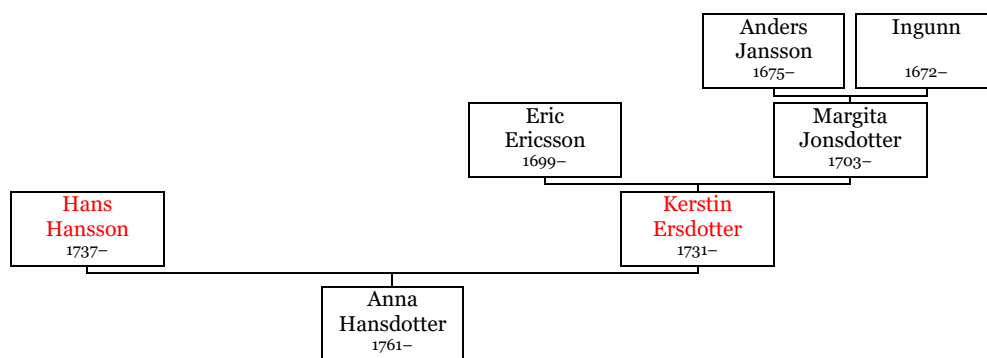 Anders
Jansson
1675–
Ingunn
1672–
Eric
Ericsson
1699–
Margita
Jonsdotter
1703–
Hans
Hansson
1737–
Kerstin
Ersdotter
1731–
Anna
Hansdotter
1761–